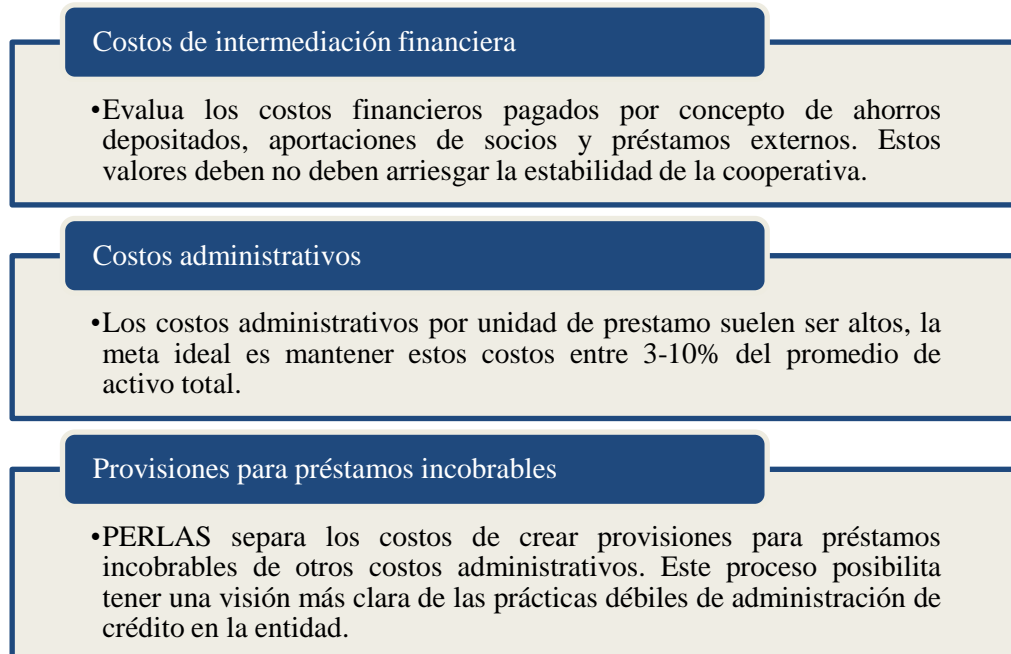 Costos de intermediación financiera
•Evalua los costos financieros pagados por concepto de ahorros
depositados, aportaciones de socios y préstamos externos. Estos
valores deben no deben arriesgar la estabilidad de la cooperativa.
Costos administrativos
•Los costos administrativos por unidad de prestamo suelen ser altos, la
meta ideal es mantener estos costos entre 3-10% del promedio de
activo total.
Provisiones para préstamos incobrables
•PERLAS separa los costos de crear provisiones para préstamos
incobrables de otros costos administrativos. Este proceso posibilita
tener una visión más clara de las prácticas débiles de administración de
crédito en la entidad.